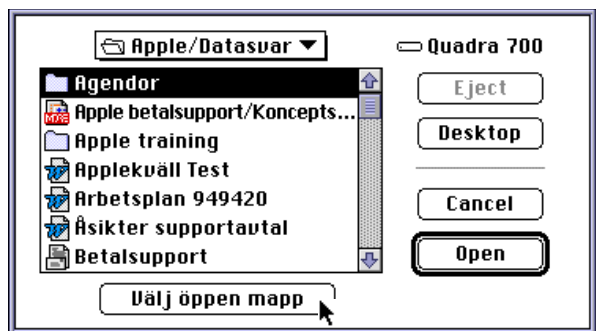 Apple/Datasvar
Quadra 700
Agendor
Apple betalsupport/Koncepts...
Apple training
Applekväll Test
Arbetsplan 949420
Åsikter supportavtal
Betalsupport
Eject
Desktop
Cancel
Open
Välj öppen mapp